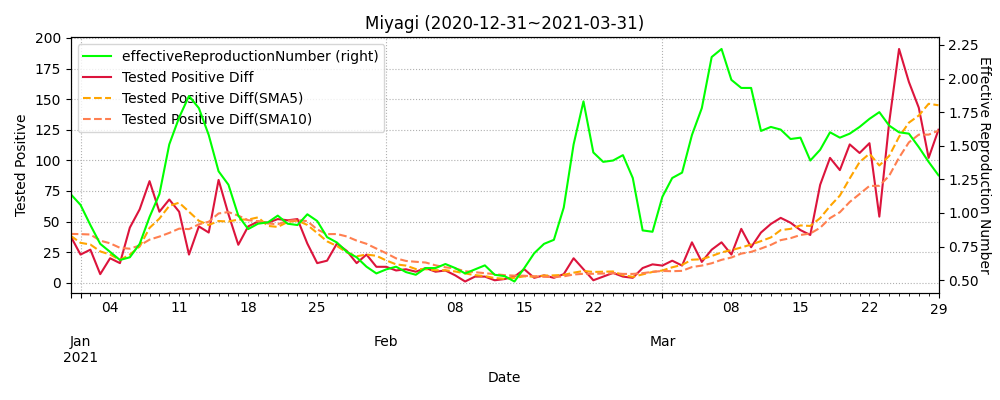 Miyagi (2020-12-31~2021-03-31)
effectiveReproductionNumber (right)
Tested Positive Diff
Tested Positive Diff(SMA5)
Tested Positive Diff(SMA10)
Tested Positive
200
175
150
125
100
75
50
25
0
2.25
2.00
1.75
1.50
1.25
1.00
0.75
0.50
Effective Reproduction Number
04 11 18 25 08 15 22 08 15 22 29
Jan Feb Mar
2021
Date